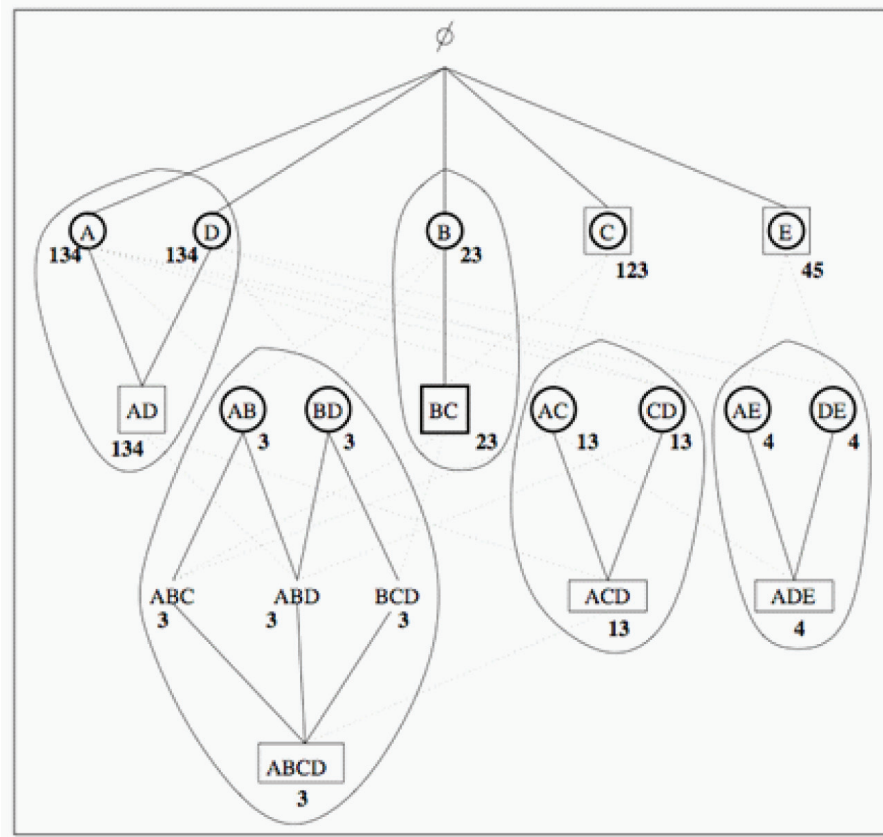 ∅
A D B C E
134 134 23 123 45
AD AB BD BC AC CD AE DE
134 3 3 23 13 13 4 4
ABC ABD BCD ACD ADE
3 3 3 13 4
ABCD
3